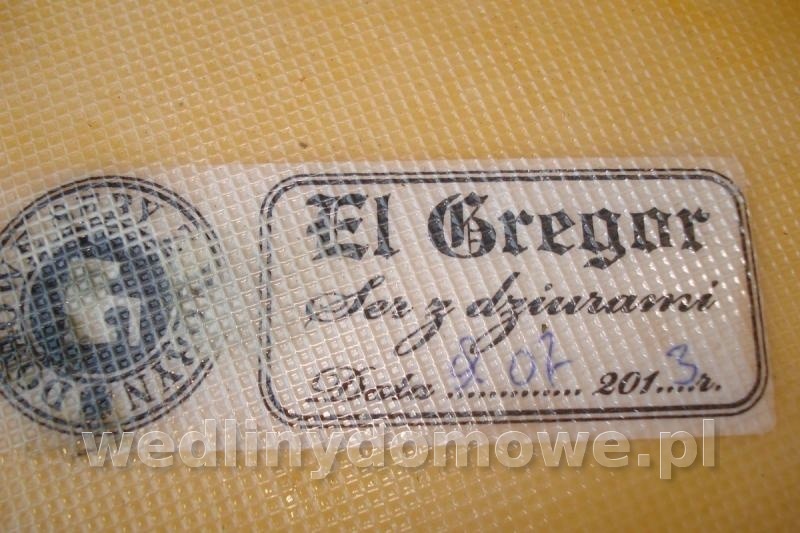 El Gregor
Ser z dziurami
Data 8 07 201 3 r.
G
wedlinydomowe.pl